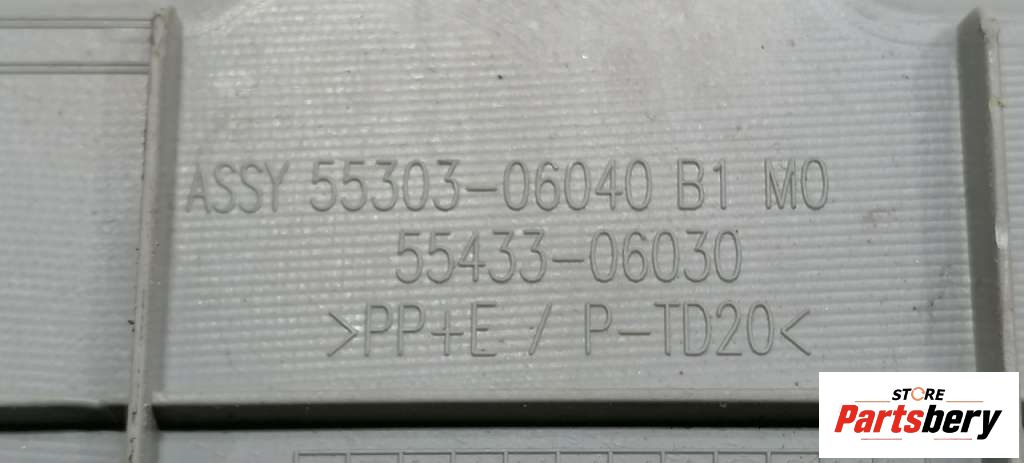 ASSY 55303-06040 B1 M0
55433-06030
>PP+E / P-TD20<
STORE
Partsbery